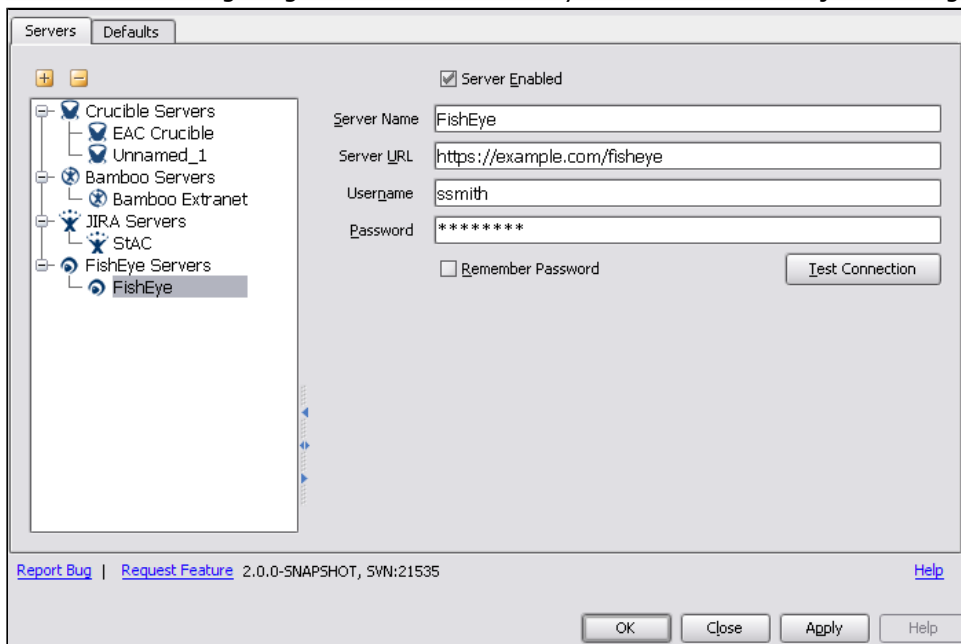 Servers Defaults
Server Enabled
Crucible Servers
EAC Crucible
Unnamed_1
Bamboo Servers
Bamboo Extranet
JIRA Servers
StAC
FishEye Servers
FishEye
Server Name FishEye
Server URL https://example.com/fisheye
Username ssmith
Password ********
Remember Password Test Connection
Report Bug | Request Feature 2.0.0-SNAPSHOT, SVN:21535 Help
OK Close Apply Help